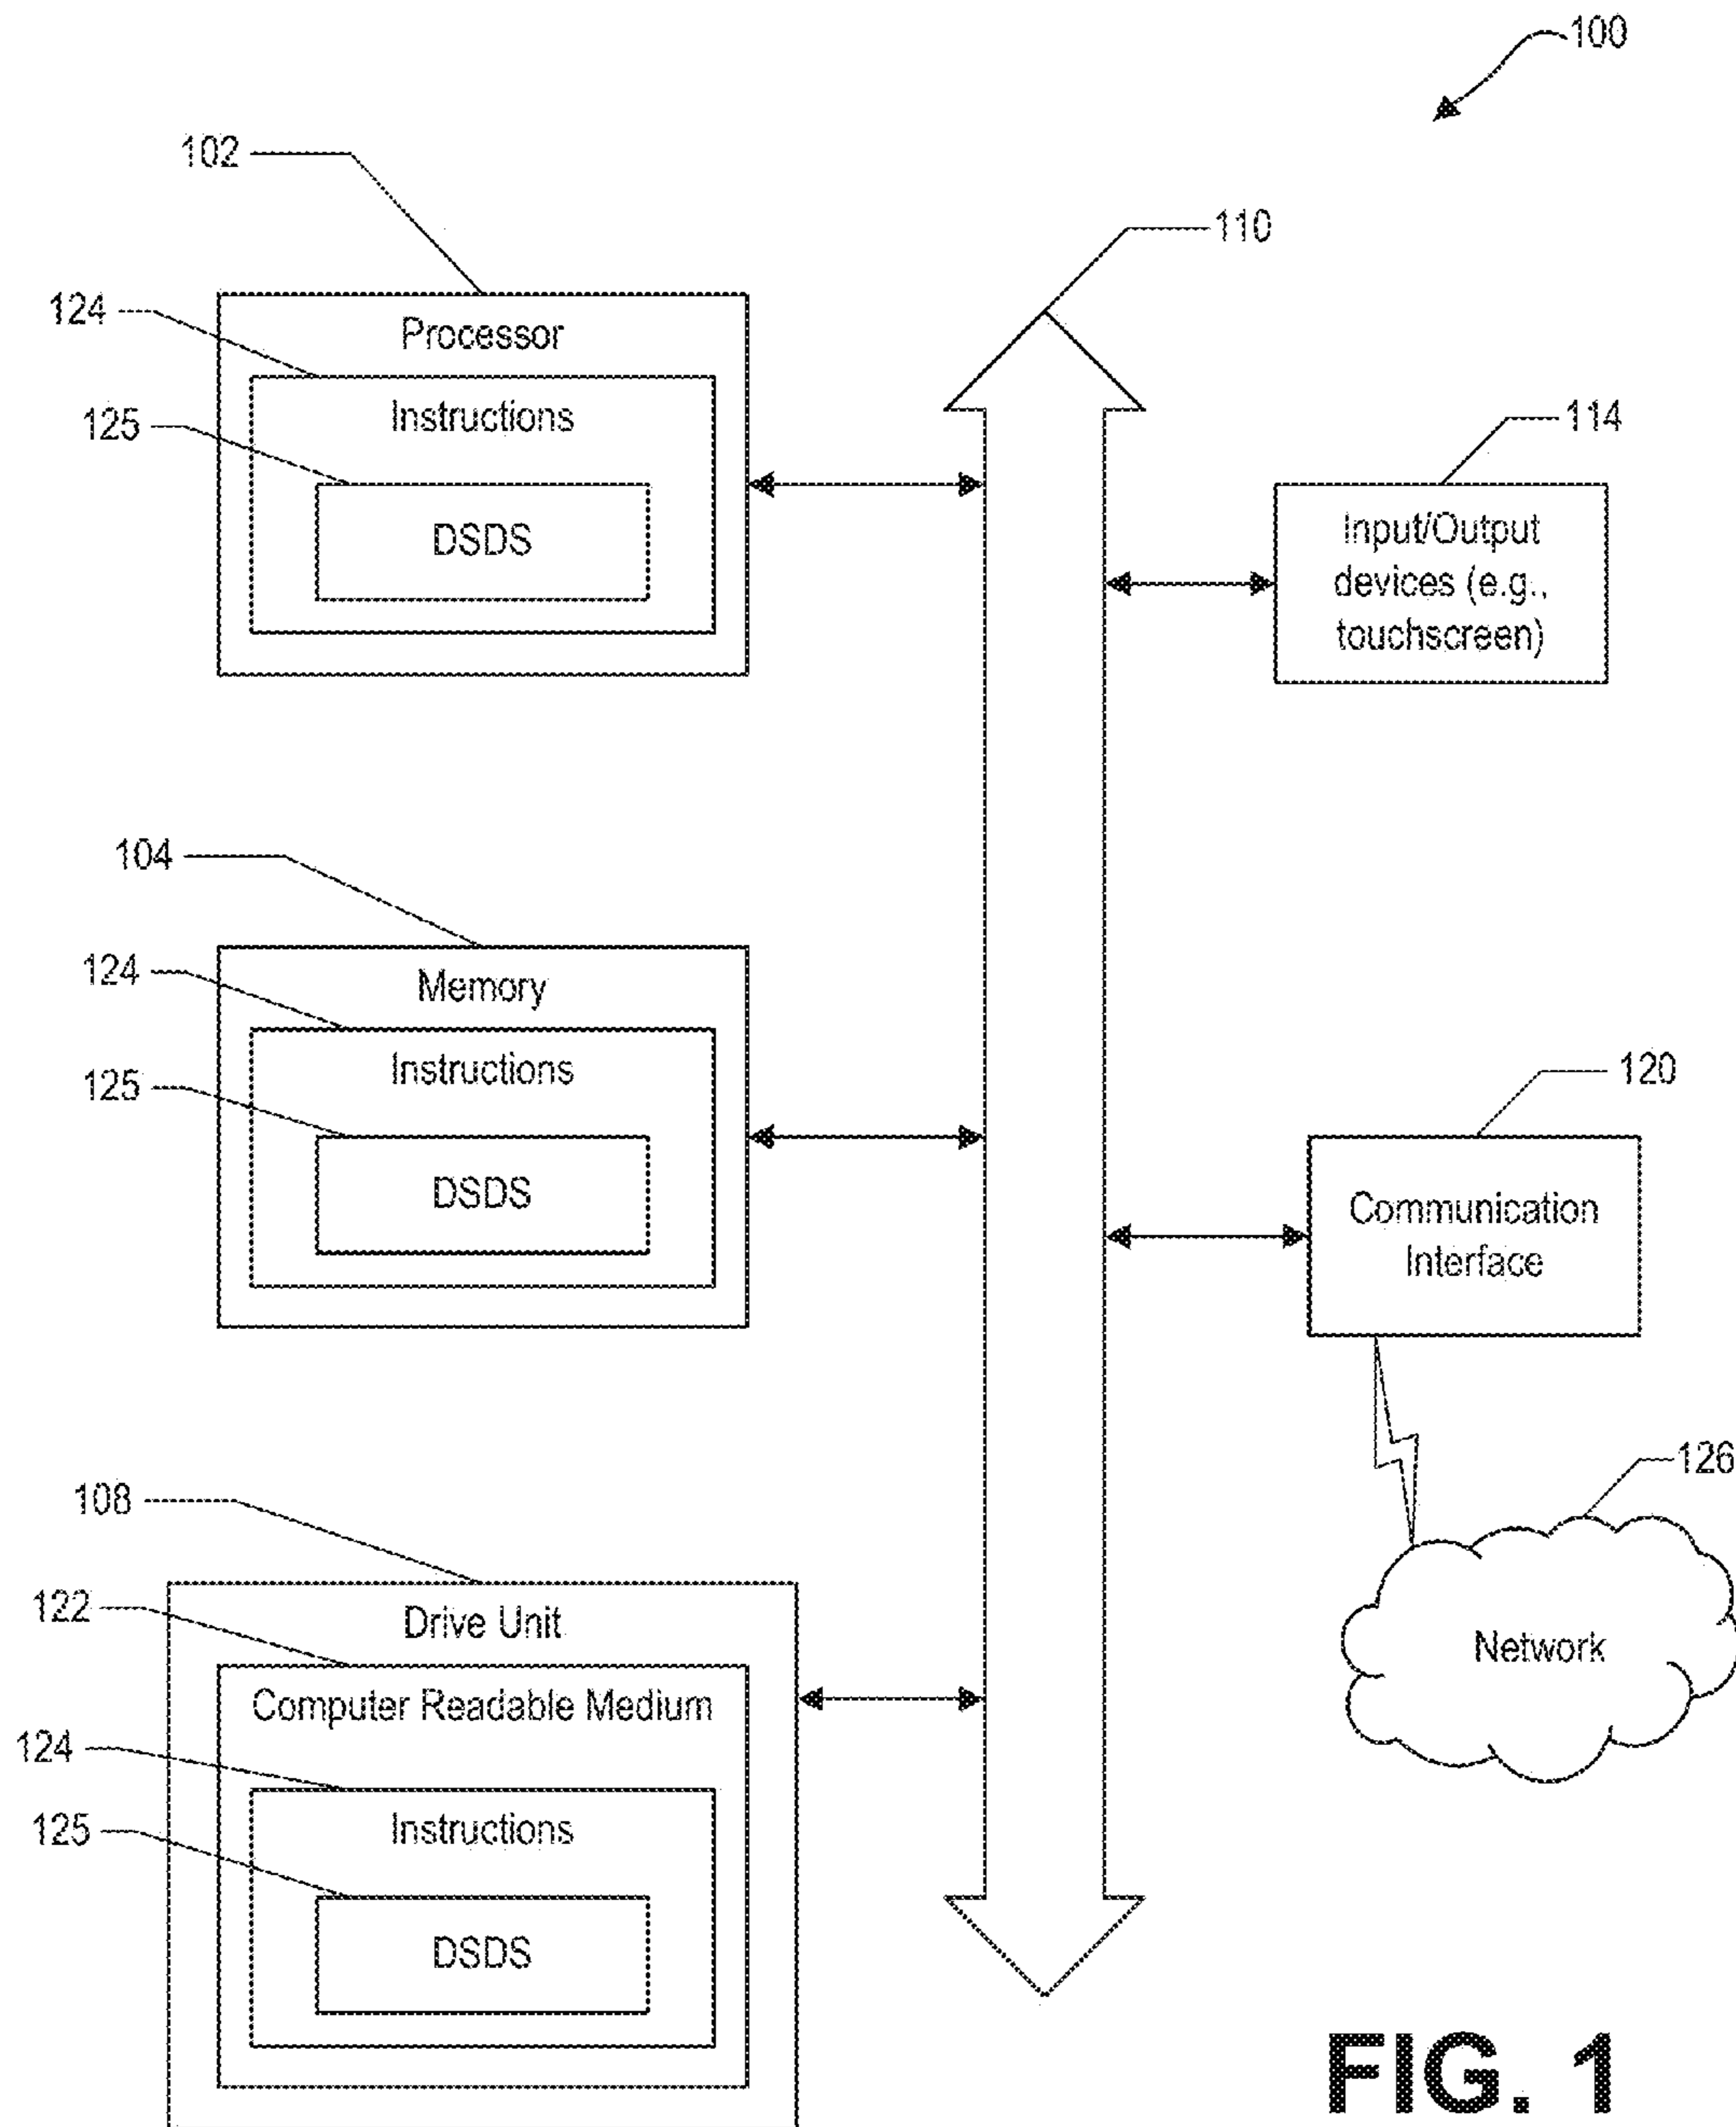 100
102
110
124
Processor
Instructions
125
DSDS
114
Input/Output
devices (e.g.,
touchscreen)
104
124
Memory
Instructions
125
DSDS
120
Communication
Interface
108
126
122
Drive Unit
Network
Computer Readable Medium
124
Instructions
125
DSDS
FIG. 1